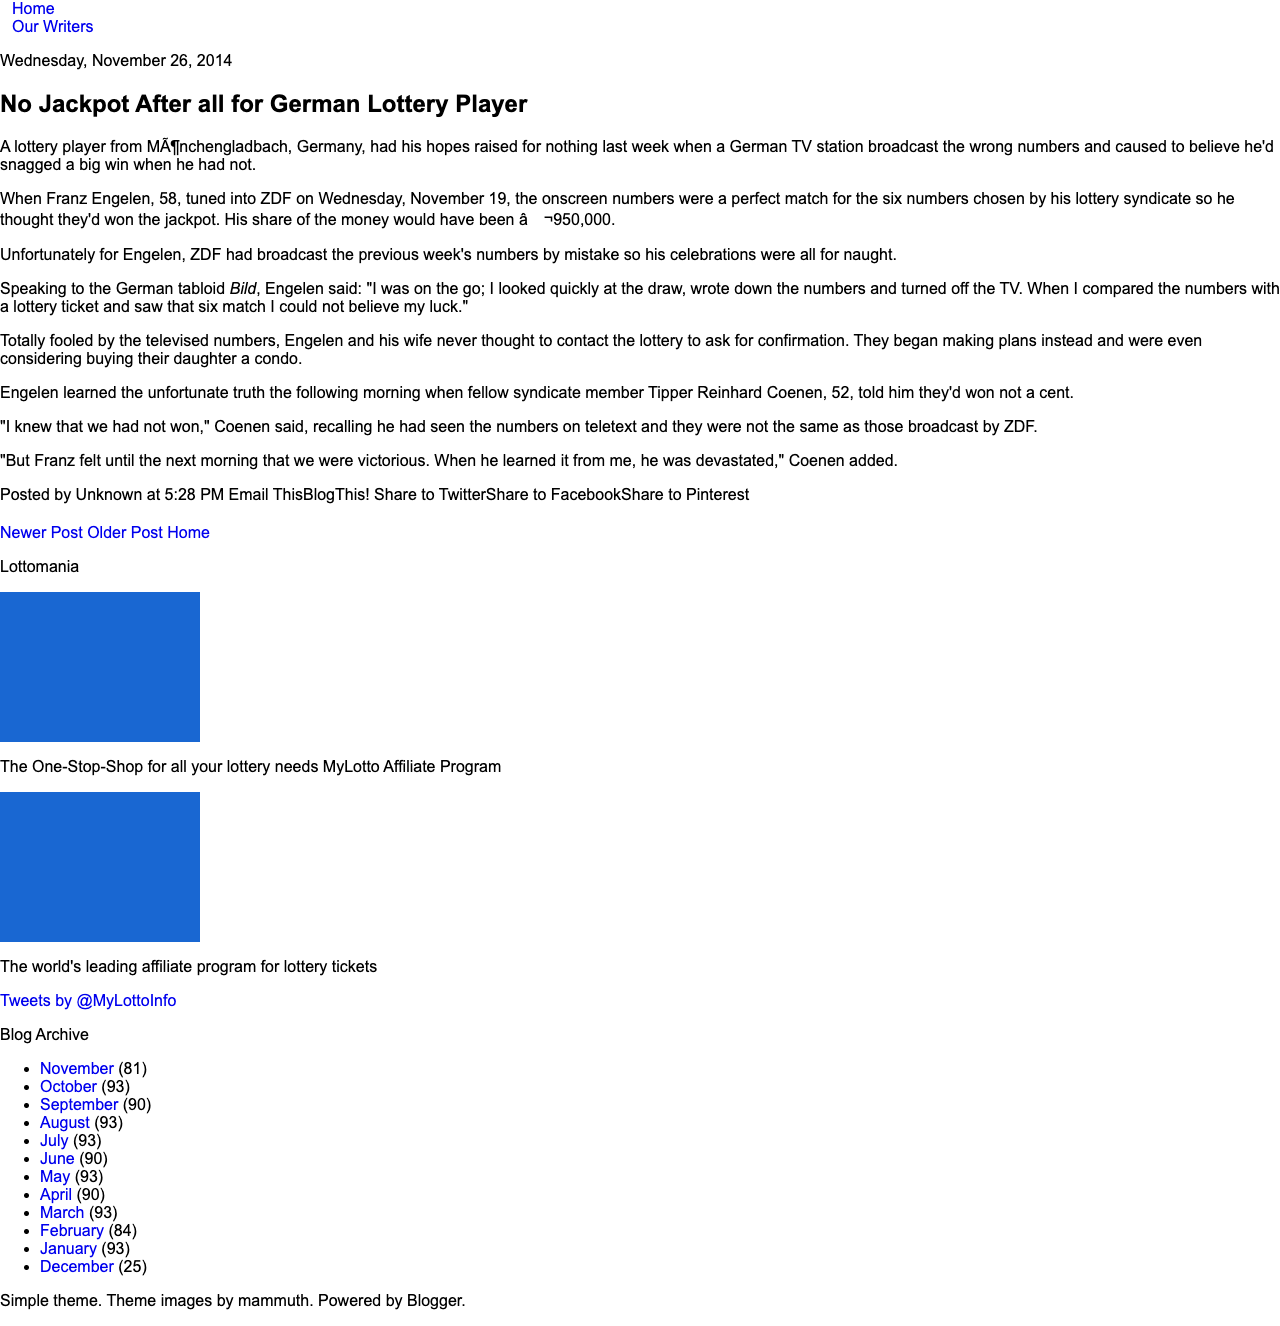 Home
Our Writers
Wednesday, November 26, 2014
No Jackpot After all for German Lottery Player
A lottery player from MÃ¶nchengladbach, Germany, had his hopes raised for nothing last week when a German TV station broadcast the wrong numbers and caused to believe he'd
snagged a big win when he had not.
When Franz Engelen, 58, tuned into ZDF on Wednesday, November 19, the onscreen numbers were a perfect match for the six numbers chosen by his lottery syndicate so he
thought they'd won the jackpot. His share of the money would have been â ¬950,000.
Unfortunately for Engelen, ZDF had broadcast the previous week's numbers by mistake so his celebrations were all for naught.
Speaking to the German tabloid Bild, Engelen said: "I was on the go; I looked quickly at the draw, wrote down the numbers and turned off the TV. When I compared the numbers with
a lottery ticket and saw that six match I could not believe my luck."
Totally fooled by the televised numbers, Engelen and his wife never thought to contact the lottery to ask for confirmation. They began making plans instead and were even
considering buying their daughter a condo.
Engelen learned the unfortunate truth the following morning when fellow syndicate member Tipper Reinhard Coenen, 52, told him they'd won not a cent.
"I knew that we had not won," Coenen said, recalling he had seen the numbers on teletext and they were not the same as those broadcast by ZDF.
"But Franz felt until the next morning that we were victorious. When he learned it from me, he was devastated," Coenen added.
Posted by Unknown at 5:28 PM Email ThisBlogThis! Share to TwitterShare to FacebookShare to Pinterest
Newer Post Older Post Home
Lottomania
The One-Stop-Shop for all your lottery needs MyLotto Affiliate Program
The world's leading affiliate program for lottery tickets
Tweets by @MyLottoInfo
Blog Archive
• November (81)
• October (93)
• September (90)
• August (93)
• July (93)
• June (90)
• May (93)
• April (90)
• March (93)
• February (84)
• January (93)
• December (25)
Simple theme. Theme images by mammuth. Powered by Blogger.